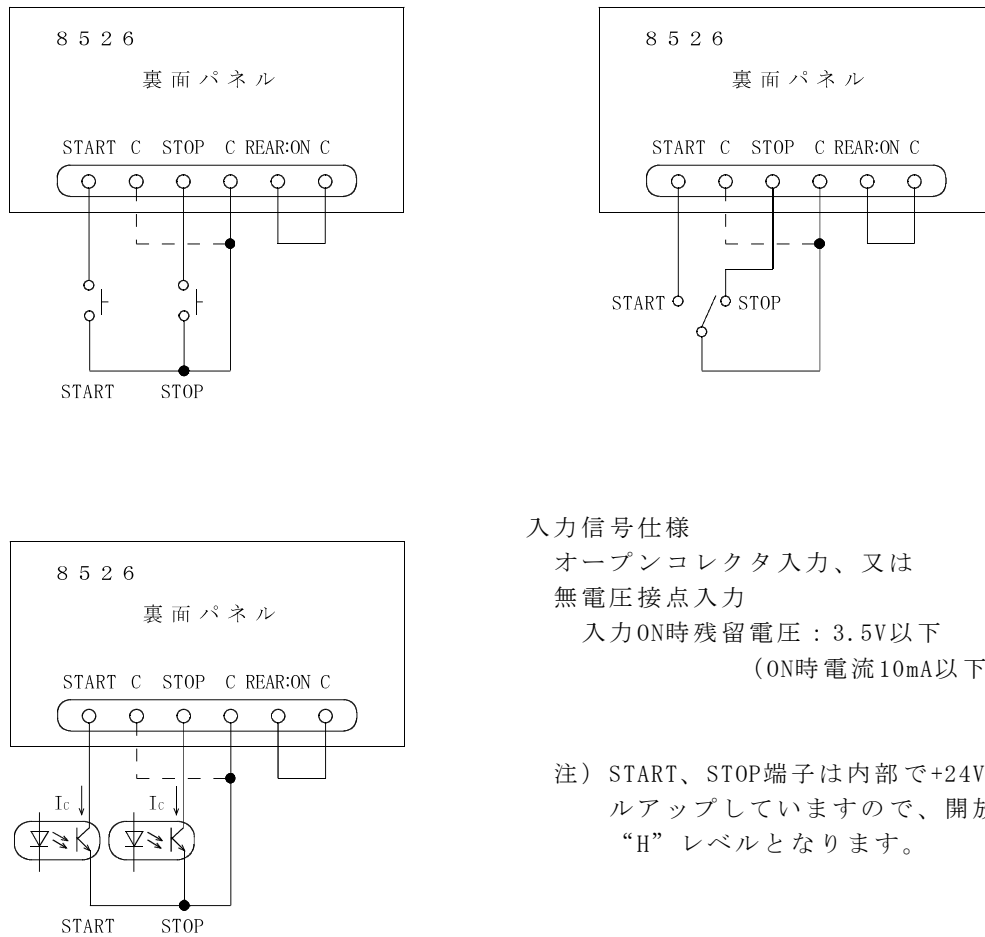 ８５２６
裏面パネル
START C STOP C REAR:ON C
START STOP
８５２６
裏面パネル
START C STOP C REAR:ON C
START STOP
８５２６
裏面パネル
START C STOP C REAR:ON C
IC IC
START STOP
入力信号仕様
オープンコレクタ入力、又は
無電圧接点入力
入力ON時残留電圧：3.5V以下
（ON時電流10mA以下
注）START、STOP端子は内部で+24V
ルアップしていますので、開放
“H”レベルとなります。